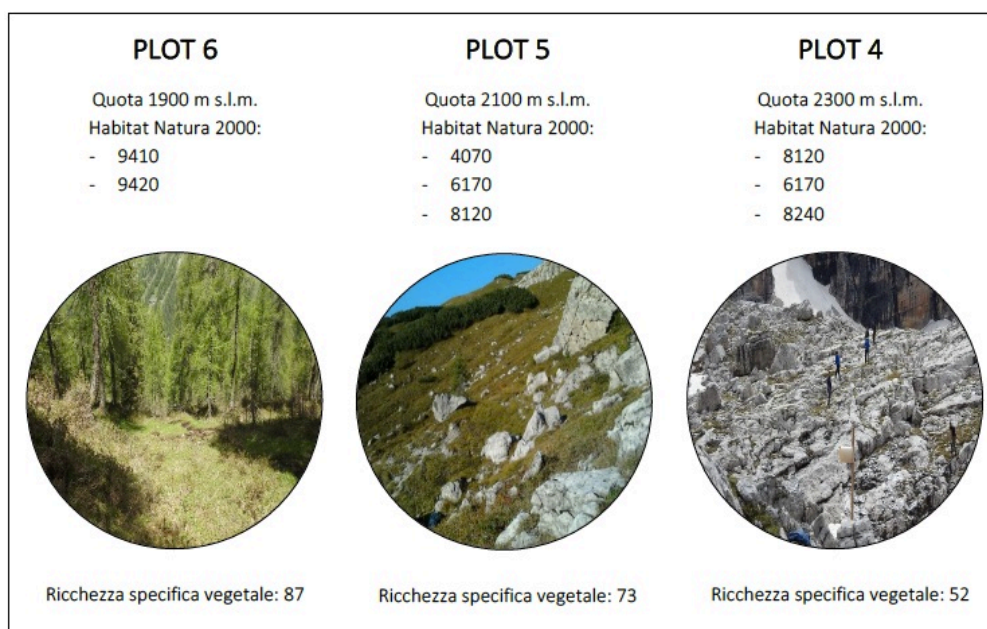 PLOT 6
Quota 1900 m s.l.m.
Habitat Natura 2000:
- 9410
- 9420
Ricchezza specifica vegetale: 87
PLOT 5
Quota 2100 m s.l.m.
Habitat Natura 2000:
- 4070
- 6170
- 8120
Ricchezza specifica vegetale: 73
PLOT 4
Quota 2300 m s.l.m.
Habitat Natura 2000:
- 8120
- 6170
- 8240
Ricchezza specifica vegetale: 52